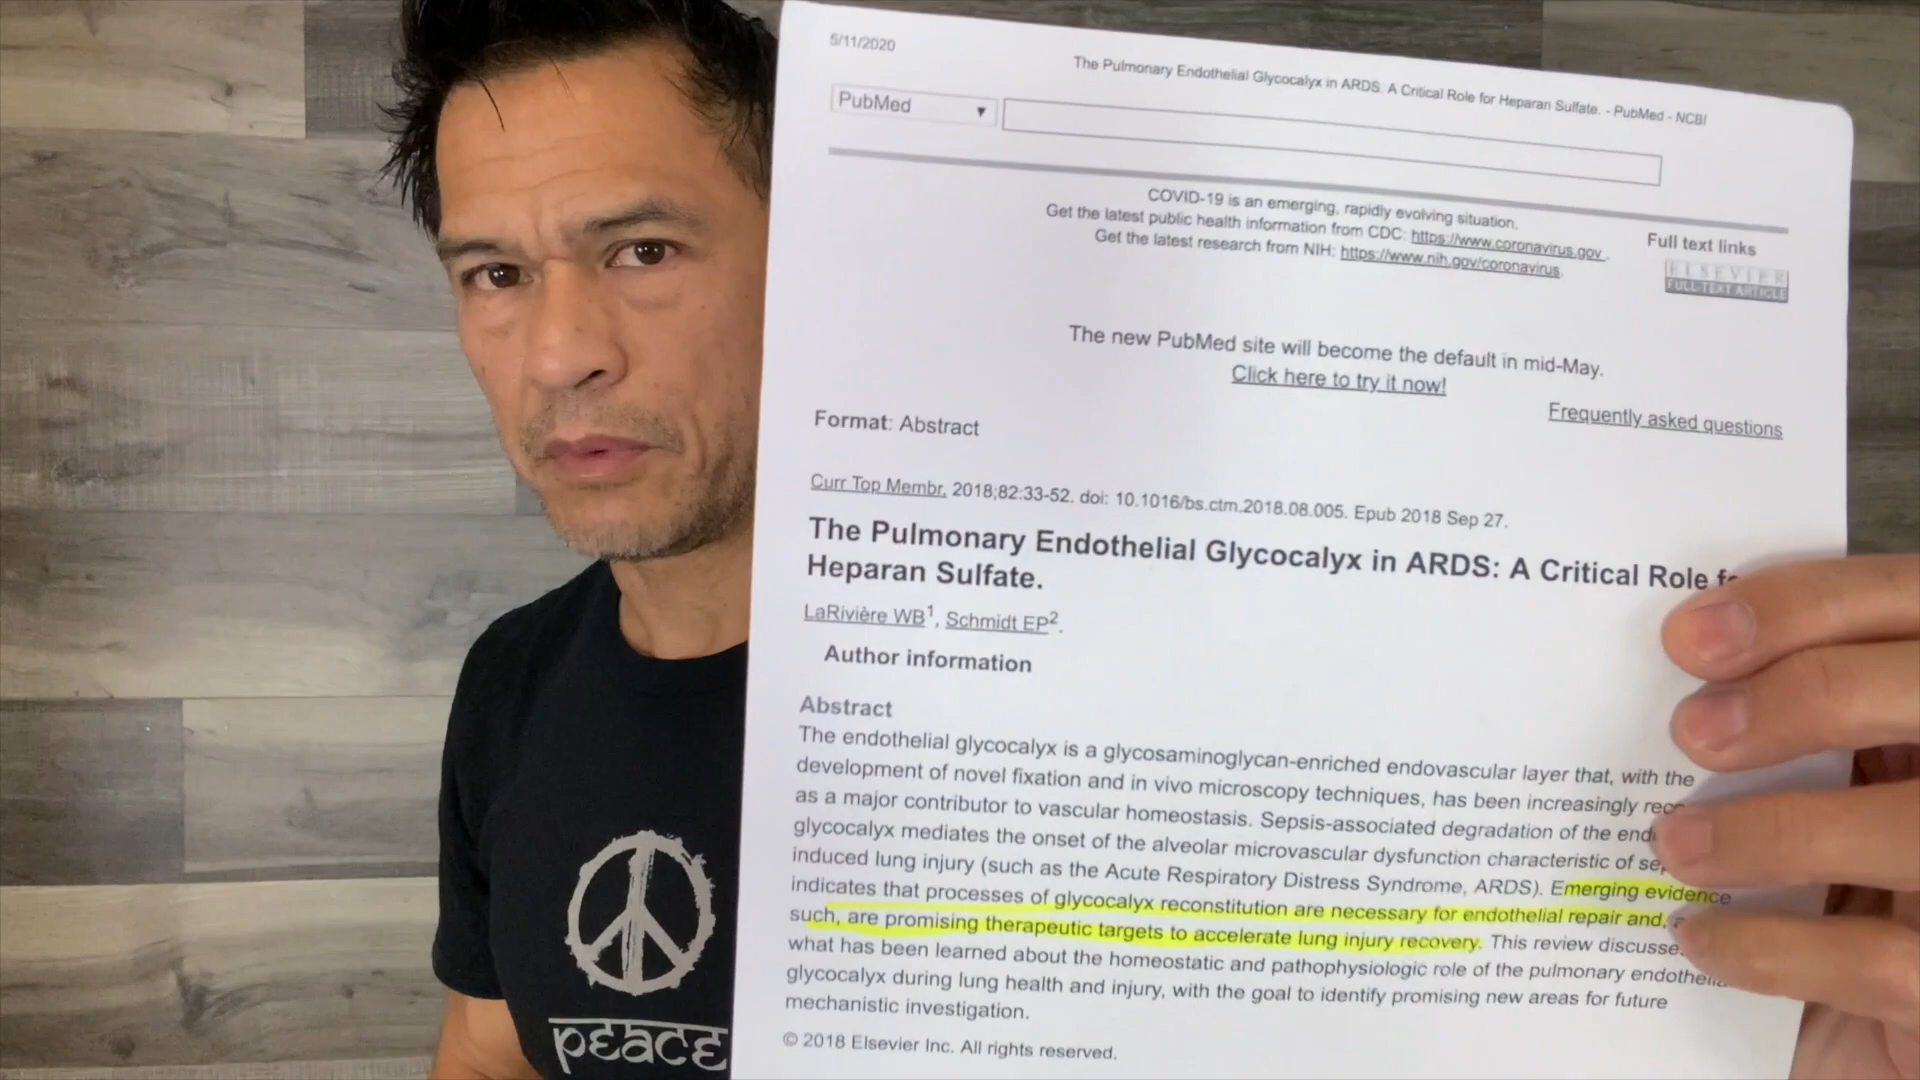 5/11/2020
The Pulmonary Endothelial Glycocalyx in ARDS: A Critical Role for Heparan Sulfate. - PubMed - NCBI
PubMed
COVID-19 is an emerging, rapidly evolving situation.
Get the latest public health information from CDC: https://www.coronavirus.gov .
Get the latest research from NIH: https://www.nih.gov/coronavirus.
Full text links
ELSEVIER
FULL-TEXT ARTICLE
The new PubMed site will become the default in mid-May.
Click here to try it now!
Frequently asked questions
Format: Abstract
Curr Top Membr. 2018;82:33-52. doi: 10.1016/bs.ctm.2018.08.005. Epub 2018 Sep 27.
The Pulmonary Endothelial Glycocalyx in ARDS: A Critical Role
Heparan Sulfate.
LaRivière WB1, Schmidt EP2.
Author information
Abstract
The endothelial glycocalyx is a glycosaminoglycan-enriched endovascular layer that, with the
development of novel fixation and in vivo microscopy techniques, has been increasingly
as a major contributor to vascular homeostasis. Sepsis-associated degradation of the
glycocalyx mediates the onset of the alveolar microvascular dysfunction characteristic of
induced lung injury (such as the Acute Respiratory Distress Syndrome, ARDS). Emerging evidence
indicates that processes of glycocalyx reconstitution are necessary for endothelial repair and,
such, are promising therapeutic targets to accelerate lung injury recovery. This review
what has been learned about the homeostatic and pathophysiologic role of the pulmonary
glycocalyx during lung health and injury, with the goal to identify promising new areas for future
mechanistic investigation.
© 2018 Elsevier Inc. All rights reserved.
PEACE